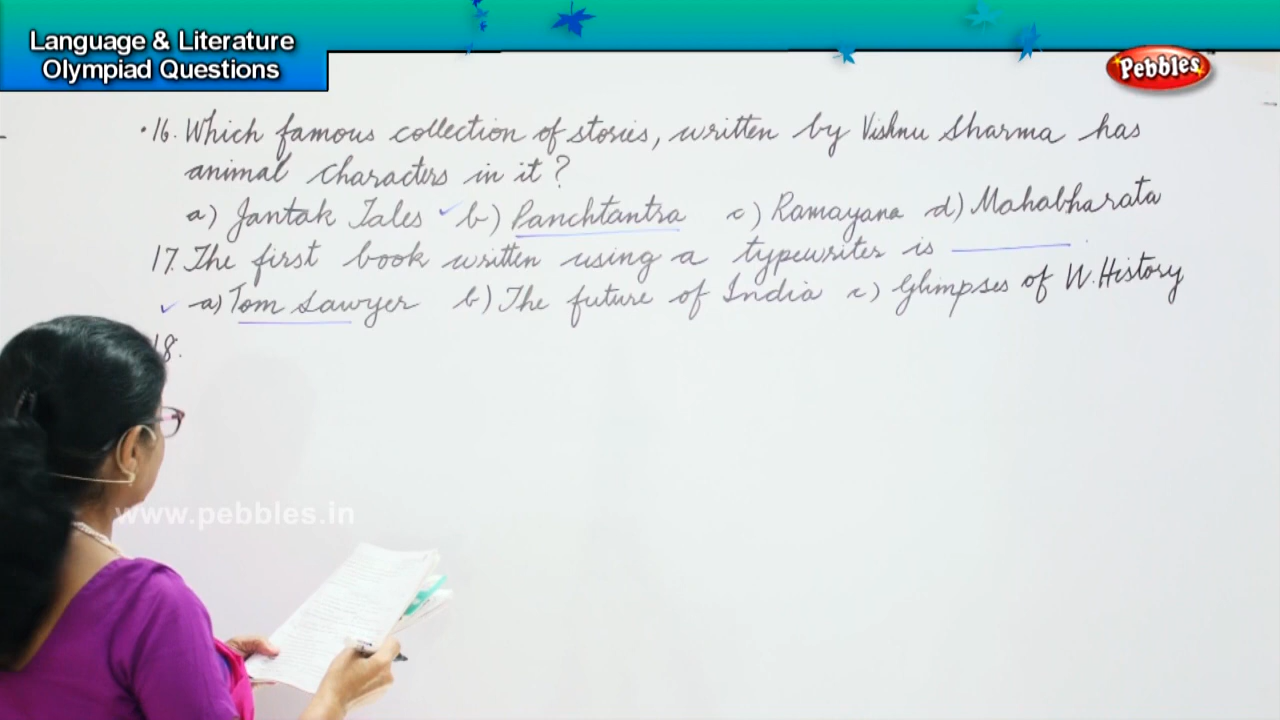 Language & Literature
Olympiad Questions
Pebbles
16. Which famous collection of stories, written by Vishnu Sharma has
animal characters in it?
a) Jantak Tales b) Panchtantra c) Ramayana d) Mahabharata
17. The first book written using a typewriter is ______
a) Tom Sawyer b) The future of India c) Glimpses of W. History
18.
www.pebbles.in